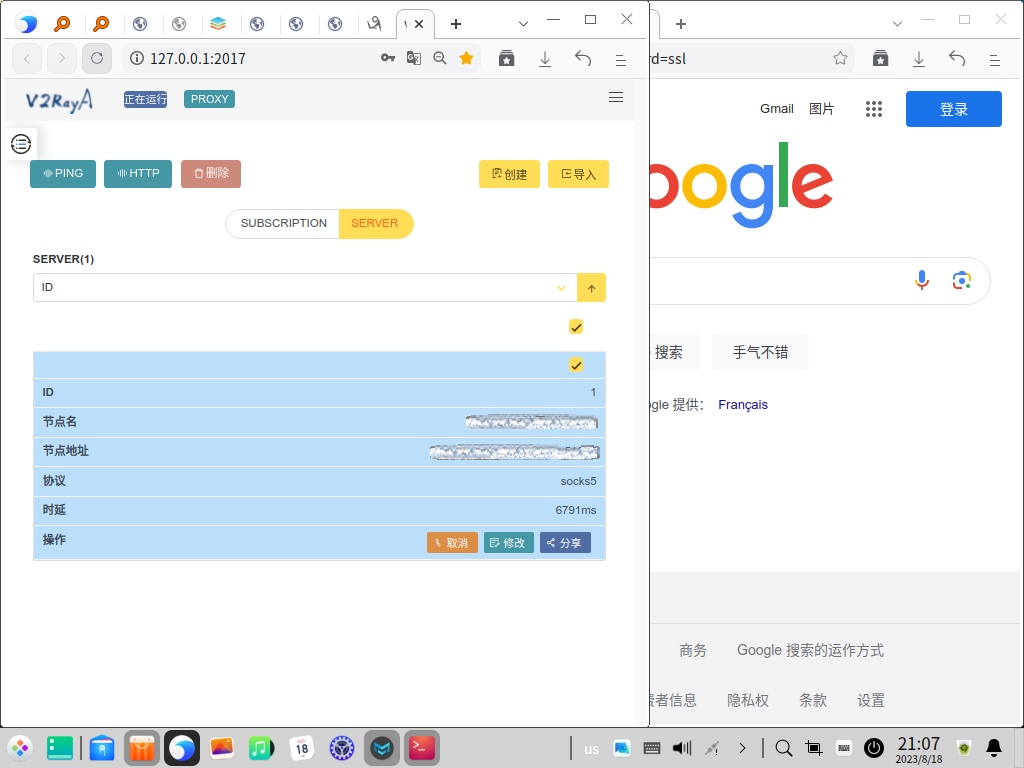 127.0.0.1:2017
rd=ssl
V2RayA
正在运行
PROXY
Gmail
图片
登录
PING
HTTP
删除
创建
导入
oogle
SUBSCRIPTION
SERVER
SERVER(1)
ID
搜索
手气不错
ID
1
ogle 提供： Français
节点名
节点地址
协议
socks5
时延
6791ms
操作
取消
修改
分享
商务
Google 搜索的运作方式
者信息
隐私权
条款
设置
AUG
18
us
21:07
2023/8/18